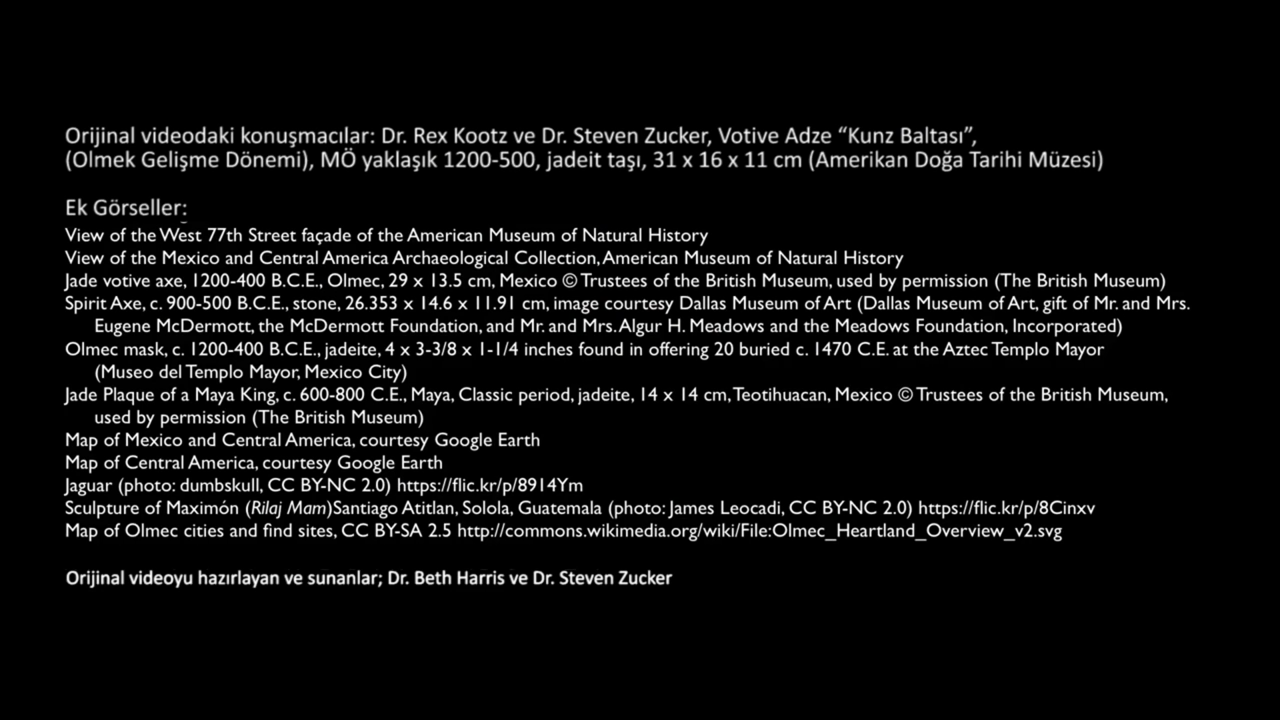 Orijinal videodaki konuşmacılar: Dr. Rex Kootz ve Dr. Steven Zucker, Votive Adze “Kunz Baltası”,
(Olmek Gelişme Dönemi), MÖ yaklaşık 1200-500, jadeit taşı, 31 x 16 x 11 cm (Amerikan Doğa Tarihi Müzesi)
Ek Görseller:
View of the West 77th Street façade of the American Museum of Natural History
View of the Mexico and Central America Archaeological Collection, American Museum of Natural History
Jade votive axe, 1200-400 B.C.E., Olmec, 29 x 13.5 cm, Mexico © Trustees of the British Museum, used by permission (The British Museum)
Spirit Axe, c. 900-500 B.C.E., stone, 26.353 x 14.6 x 11.91 cm, image courtesy Dallas Museum of Art (Dallas Museum of Art, gift of Mr. and Mrs.
Eugene McDermott, the McDermott Foundation, and Mr. and Mrs. Algur H. Meadows and the Meadows Foundation, Incorporated)
Olmec mask, c. 1200-400 B.C.E., jadeite, 4 x 3-3/8 x 1-1/4 inches found in offering 20 buried c. 1470 C.E. at the Aztec Templo Mayor
(Museo del Templo Mayor, Mexico City)
Jade Plaque of a Maya King, c. 600-800 C.E., Maya, Classic period, jadeite, 14 x 14 cm, Teotihuacan, Mexico © Trustees of the British Museum,
used by permission (The British Museum)
Map of Mexico and Central America, courtesy Google Earth
Map of Central America, courtesy Google Earth
Jaguar (photo: dumbskull, CC BY-NC 2.0) https://flic.kr/p/8914Ym
Sculpture of Maximón (Rilaj Mam)Santiago Atitlan, Solola, Guatemala (photo: James Leocadi, CC BY-NC 2.0) https://flic.kr/p/8Cinxv
Map of Olmec cities and find sites, CC BY-SA 2.5 http://commons.wikimedia.org/wiki/File:Olmec_Heartland_Overview_v2.svg
Orijinal videoyu hazırlayan ve sunanlar; Dr. Beth Harris ve Dr. Steven Zucker